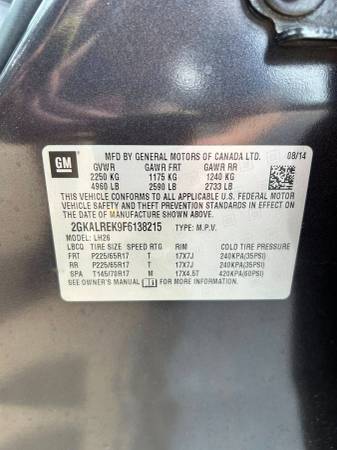 GM
MFD BY GENERAL MOTORS OF CANADA LTD. 08/14
GVWR GAWR FRT GAWR RR
2250 KG 1175 KG 1240 KG
4960 LB 2590 LB 2733 LB
THIS VEHICLE CONFORMS TO ALL APPLICABLE U.S. FEDERAL MOTOR
VEHICLE SAFETY AND THEFT PREVENTION STANDARDS IN EFFECT ON
THE DATE OF MANUFACTURE SHOWN ABOVE.
2GKALREK9F6138215 TYPE: M.P.V.
MODEL: LH26
LBCQ TIRE SIZE SPEED RTG RIM COLD TIRE PRESSURE
FRT P225/65R17 T 17X7J 240KPA(35PSI)
RR P225/65R17 T 17X7J 240KPA(35PSI)
SPA T145/70R17 M 17X4.5T 420KPA(60PSI)
SEE OWNER'S MANUAL FOR MORE INFORMATION.